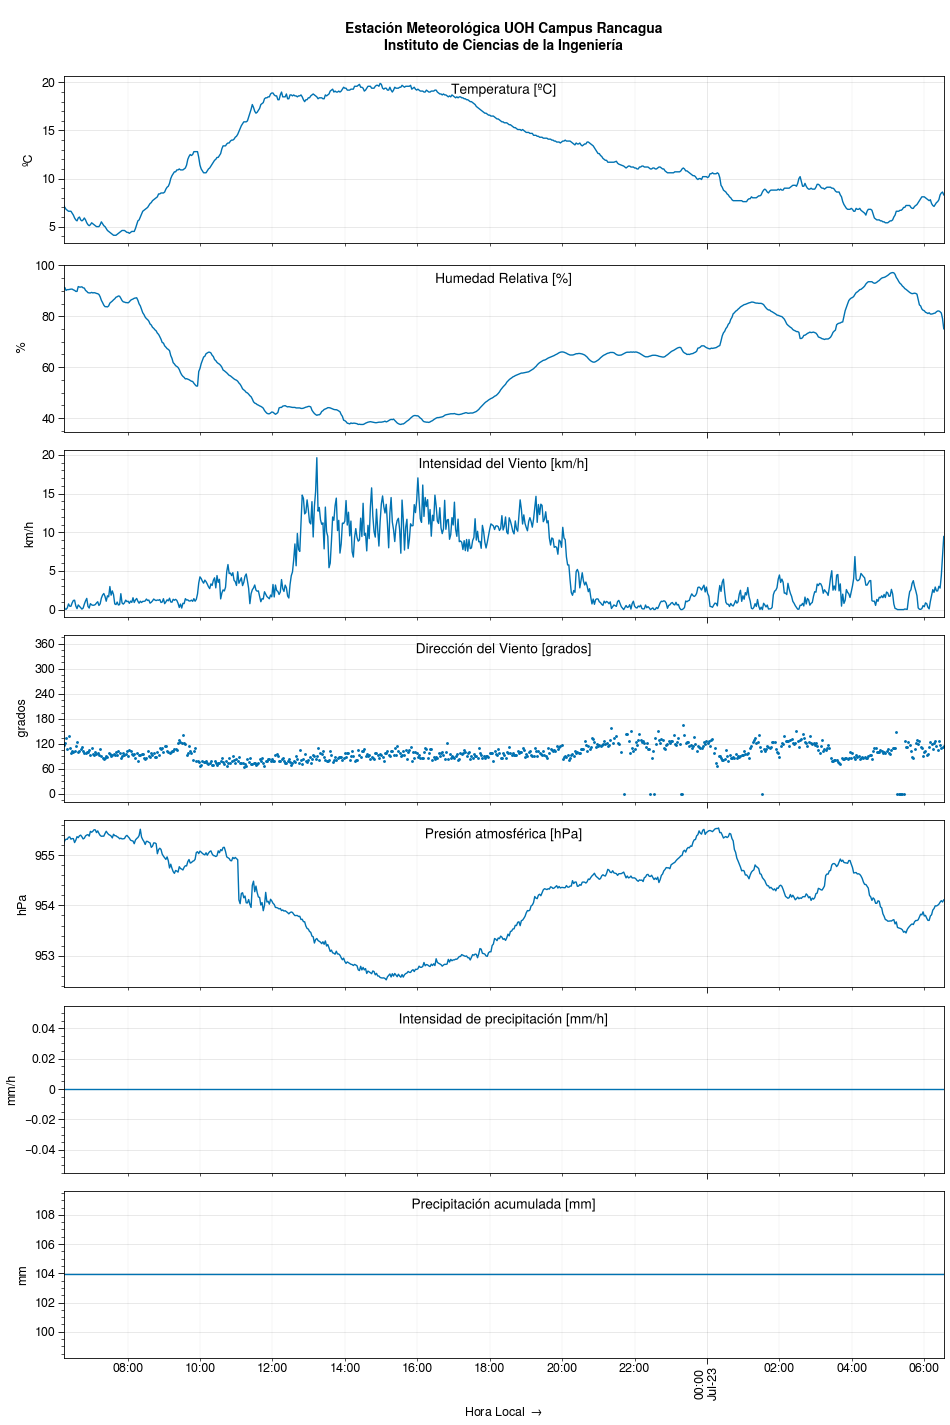 Estación Meteorológica UOH Campus Rancagua
Instituto de Ciencias de la Ingeniería
Temperatura [ºC]
ºC
20
15
10
5
Humedad Relativa [%]
%
100
80
60
40
Intensidad del Viento [km/h]
km/h
20
15
10
5
0
Dirección del Viento [grados]
grados
360
300
240
180
120
60
0
Presión atmosférica [hPa]
hPa
955
954
953
Intensidad de precipitación [mm/h]
mm/h
0.04
0.02
0
−0.02
−0.04
Precipitación acumulada [mm]
mm
108
106
104
102
100
08:00 10:00 12:00 14:00 16:00 18:00 20:00 22:00 00:00 02:00 04:00 06:00
Jul-23
Hora Local →